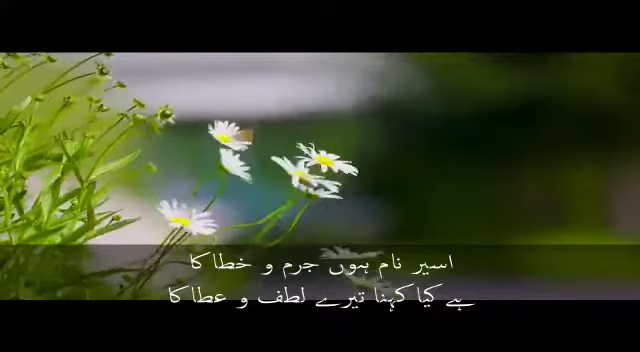 اسیر نام ہوں جرم و خطا کا
ہے کیا کہنا تیرے لطف و عطا کا